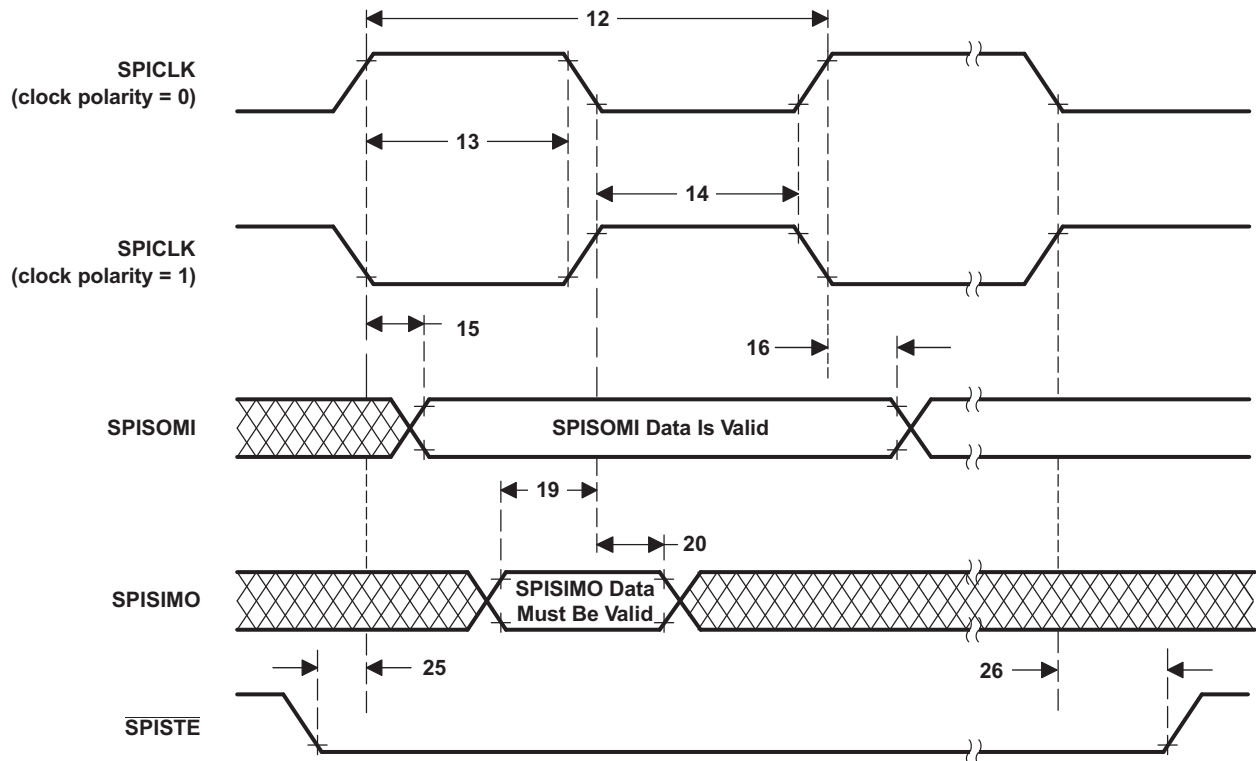 12
SPICLK
(clock polarity = 0)
13
14
SPICLK
(clock polarity = 1)
15
16
SPISOMI
SPISOMI Data Is Valid
19
20
SPISIMO
SPISIMO Data
Must Be Valid
25
26
SPISTE